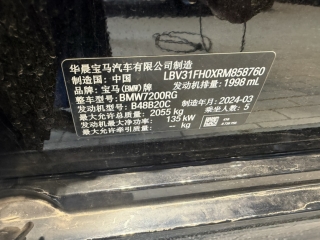 华晨宝马汽车有限公司制造
制造国: 中国 LBV31FH0XRM858760
品牌: 宝马(BMW)牌 发动机排量: 1998 mL
整车型号: BMW7200RG
发动机型号: B48B20C 制造年月: 2024-03
最大允许总质量: 2055 kg 乘坐人数: 5
发动机最大净功率: 135 kW
最大允许牵引质量: -- kg